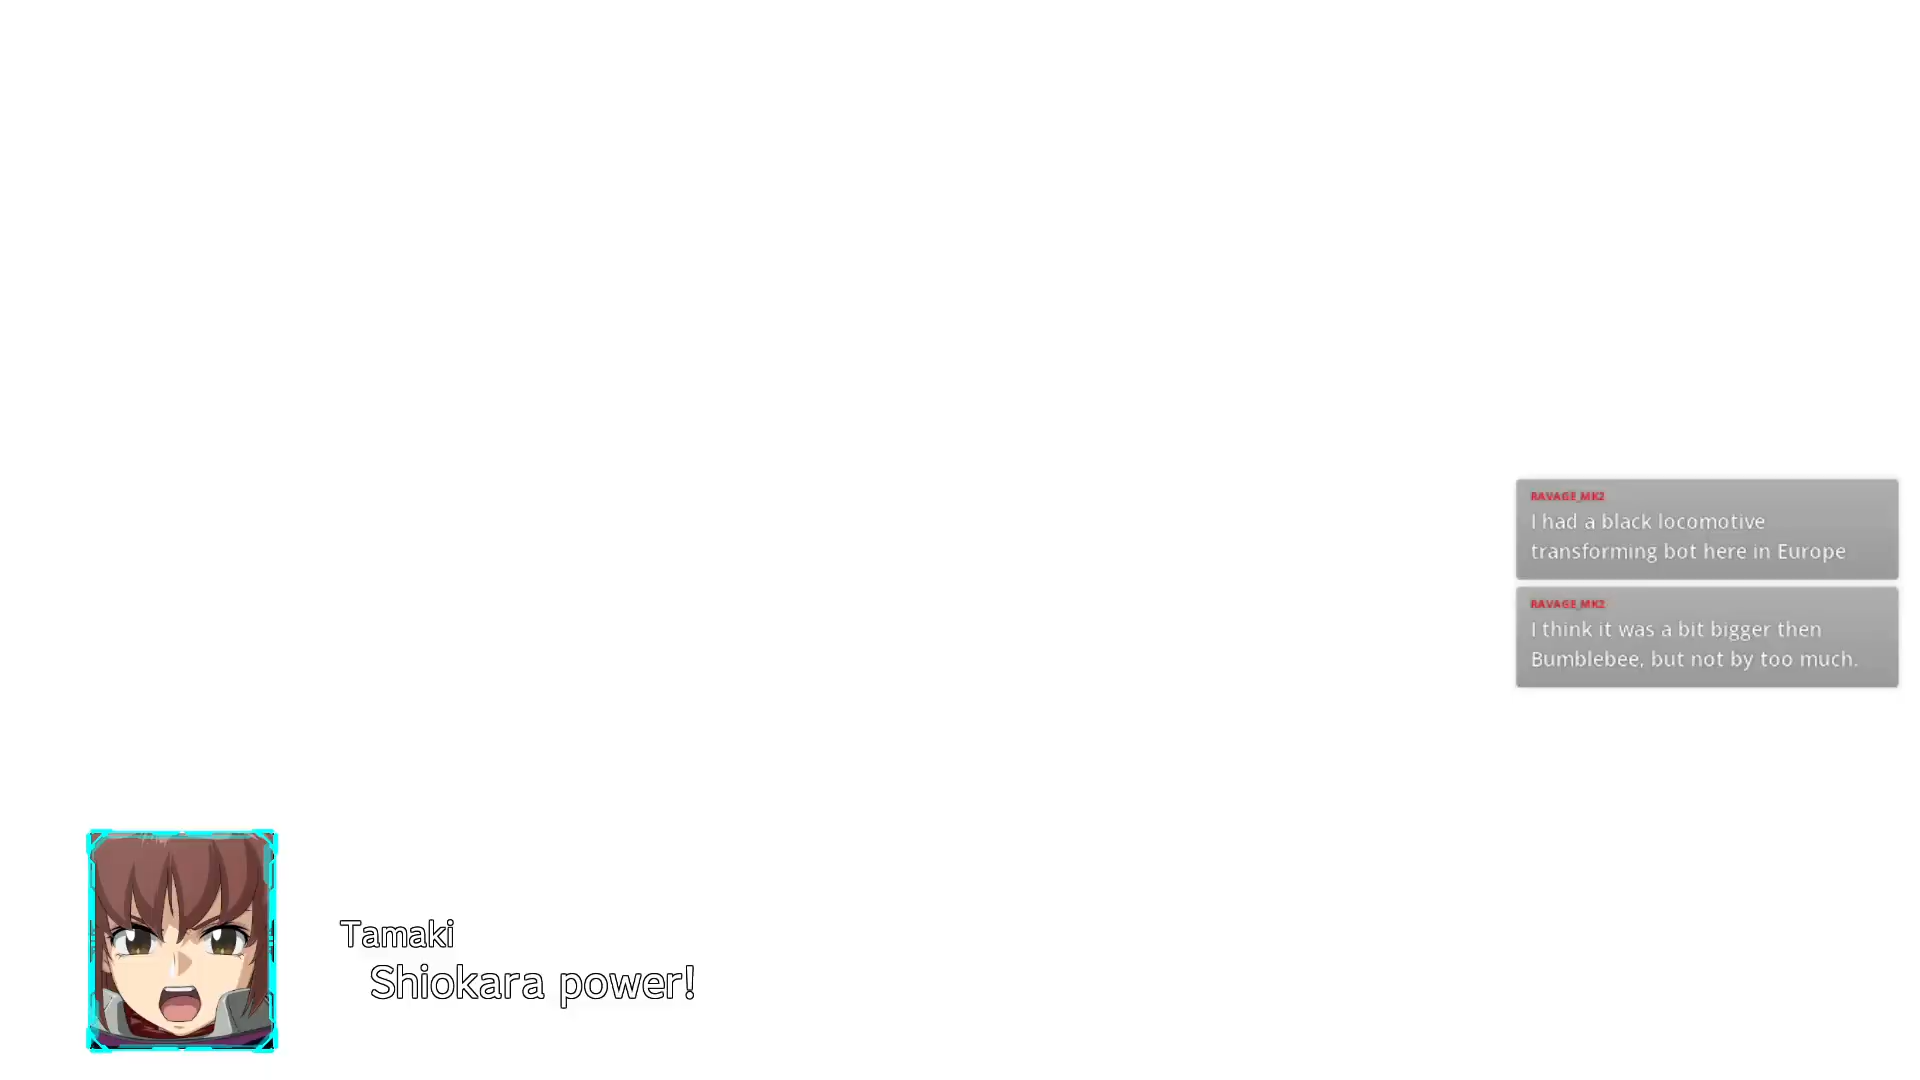 RAVAGE_MK2
I had a black locomotive
transforming bot here in Europe
RAVAGE_MK2
I think it was a bit bigger then
Bumblebee, but not by too much.
Tamaki
Shiokara power!